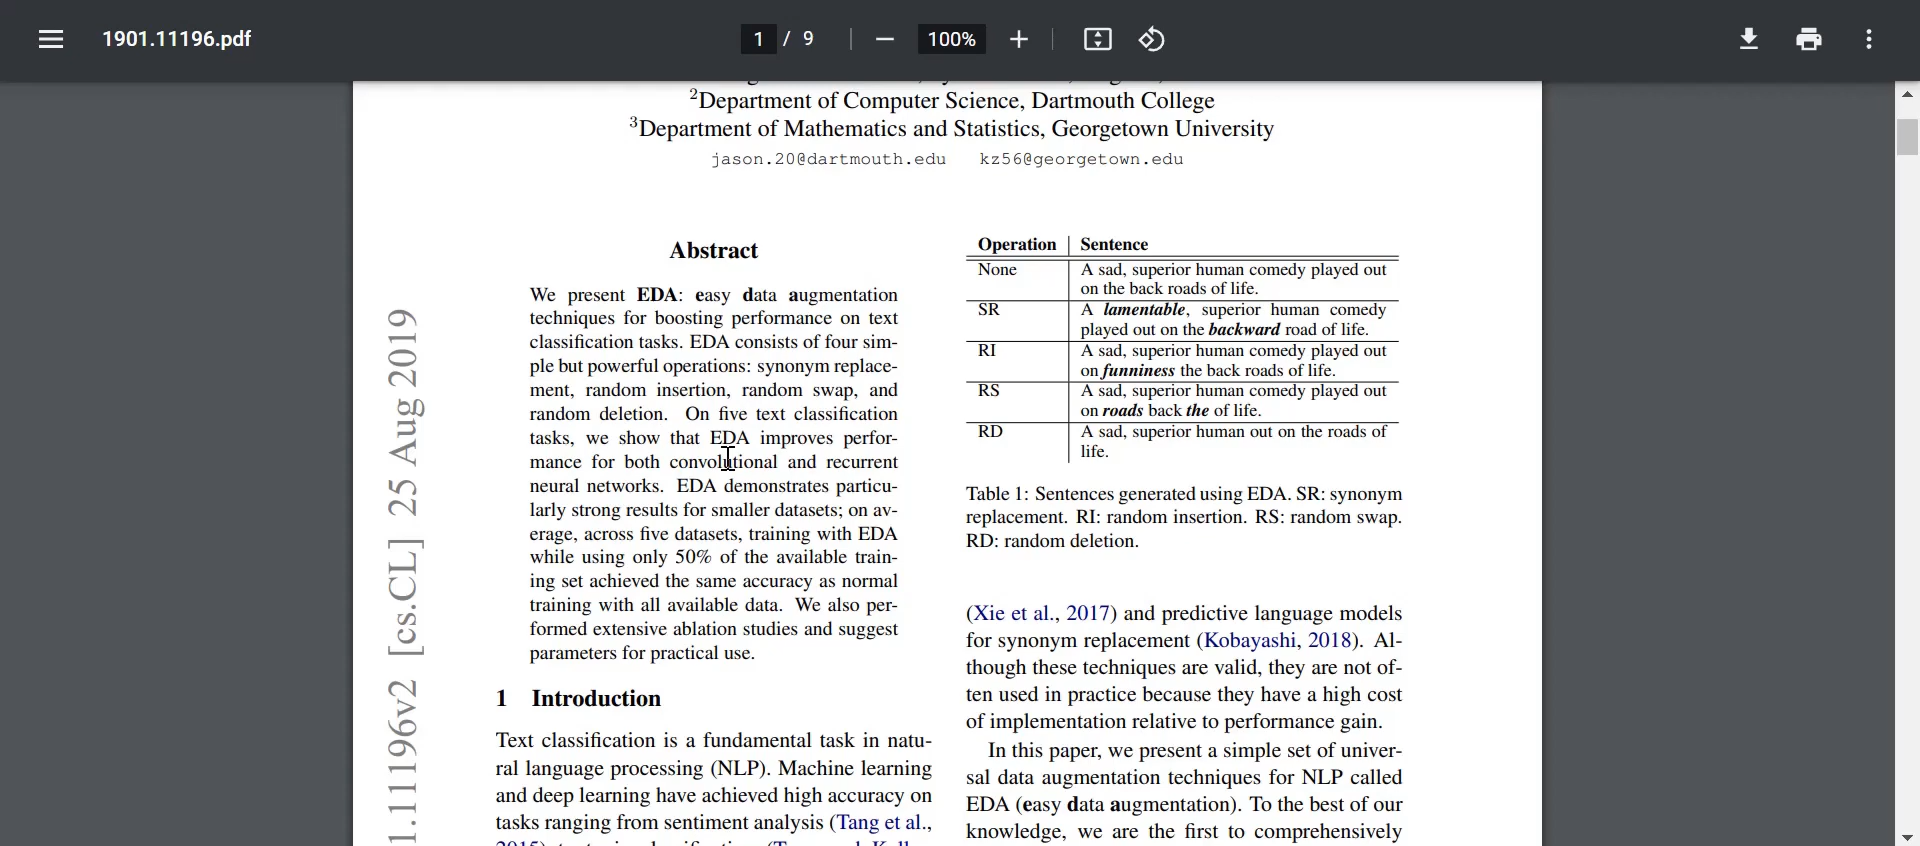 1901.11196.pdf
1 / 9
100%
2Department of Computer Science, Dartmouth College
3Department of Mathematics and Statistics, Georgetown University
jason.20@dartmouth.edu kz56@georgetown.edu
1.11196v2 [cs.CL] 25 Aug 2019
Abstract
We present EDA: easy data augmentation
techniques for boosting performance on text
classification tasks. EDA consists of four sim-
ple but powerful operations: synonym replace-
ment, random insertion, random swap, and
random deletion. On five text classification
tasks, we show that EDA improves perfor-
mance for both convolutional and recurrent
neural networks. EDA demonstrates particu-
larly strong results for smaller datasets; on av-
erage, across five datasets, training with EDA
while using only 50% of the available train-
ing set achieved the same accuracy as normal
training with all available data. We also per-
formed extensive ablation studies and suggest
parameters for practical use.
1 Introduction
Text classification is a fundamental task in natu-
ral language processing (NLP). Machine learning
and deep learning have achieved high accuracy on
tasks ranging from sentiment analysis (Tang et al.,
Operation Sentence
None A sad, superior human comedy played out
on the back roads of life.
SR A lamentable, superior human comedy
played out on the backward road of life.
RI A sad, superior human comedy played out
on funniness the back roads of life.
RS A sad, superior human comedy played out
on roads back the of life.
RD A sad, superior human out on the roads of
life.
Table 1: Sentences generated using EDA. SR: synonym
replacement. RI: random insertion. RS: random swap.
RD: random deletion.
(Xie et al., 2017) and predictive language models
for synonym replacement (Kobayashi, 2018). Al-
though these techniques are valid, they are not of-
ten used in practice because they have a high cost
of implementation relative to performance gain.
In this paper, we present a simple set of univer-
sal data augmentation techniques for NLP called
EDA (easy data augmentation). To the best of our
knowledge, we are the first to comprehensively